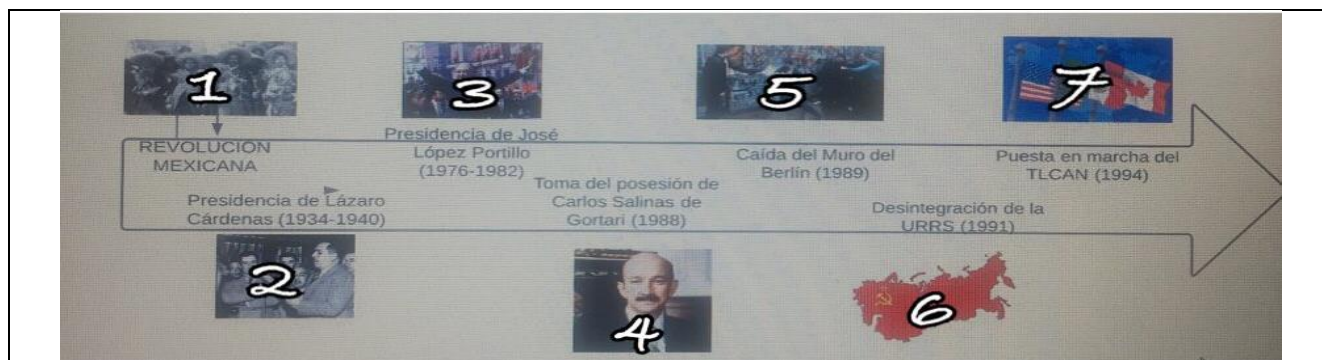 1
REVOLUCIÓN
MEXICANA
2
Presidencia de Lázaro
Cárdenas (1934-1940)
3
Presidencia de José
López Portillo
(1976-1982)
4
Toma del posesión de
Carlos Salinas de
Gortari (1988)
5
Caída del Muro del
Berlín (1989)
6
Desintegración de la
URRS (1991)
7
Puesta en marcha del
TLCAN (1994)